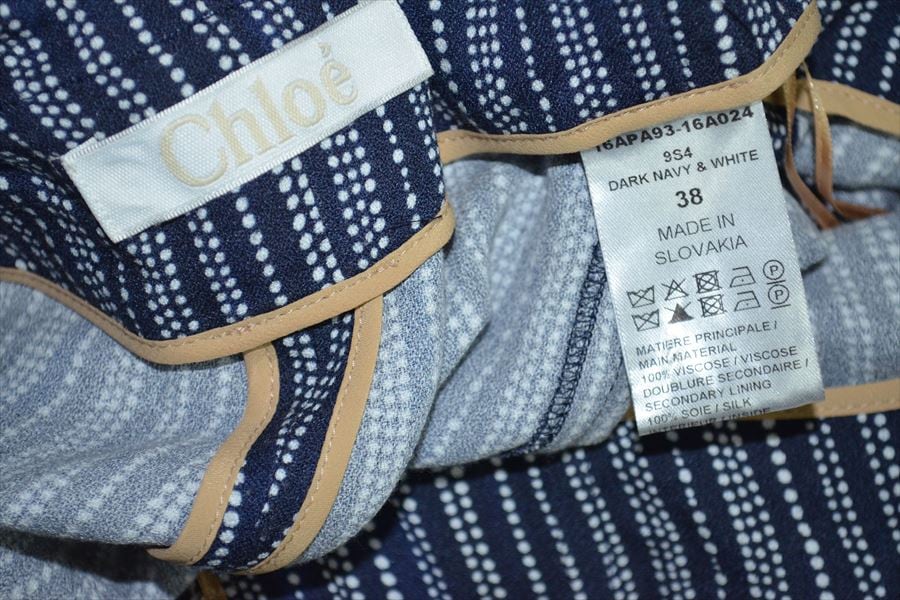 Chloé
16APA93-16A024
9S4
DARK NAVY & WHITE
38
MADE IN
SLOVAKIA
P
P
MATIERE PRINCIPALE /
MAIN MATERIAL
100% VISCOSE / VISCOSE
DOUBLURE SECONDAIRE /
SECONDARY LINING
100% SOIE / SILK